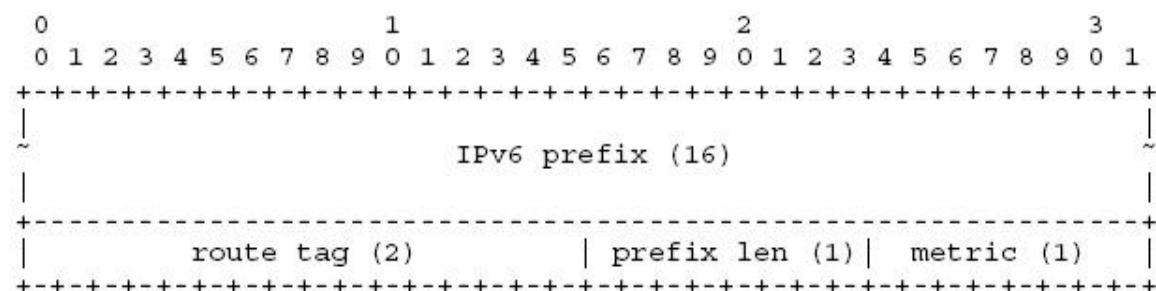 0                   1                   2                   3
0 1 2 3 4 5 6 7 8 9 0 1 2 3 4 5 6 7 8 9 0 1 2 3 4 5 6 7 8 9 0 1
+-+-+-+-+-+-+-+-+-+-+-+-+-+-+-+-+-+-+-+-+-+-+-+-+-+-+-+-+-+-+-+-+
|                                                               |
~                        IPv6 prefix (16)                       ~
|                                                               |
+---------------------------------------------------------------+
|         route tag (2)         | prefix len (1)|  metric (1)   |
+-+-+-+-+-+-+-+-+-+-+-+-+-+-+-+-+-+-+-+-+-+-+-+-+-+-+-+-+-+-+-+-+